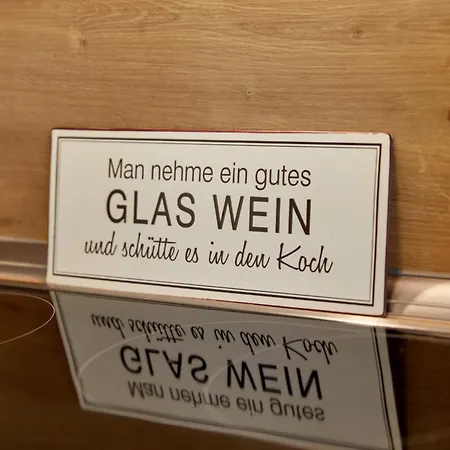 Man nehme ein gutes
GLAS WEIN
und schütte es in den Koch